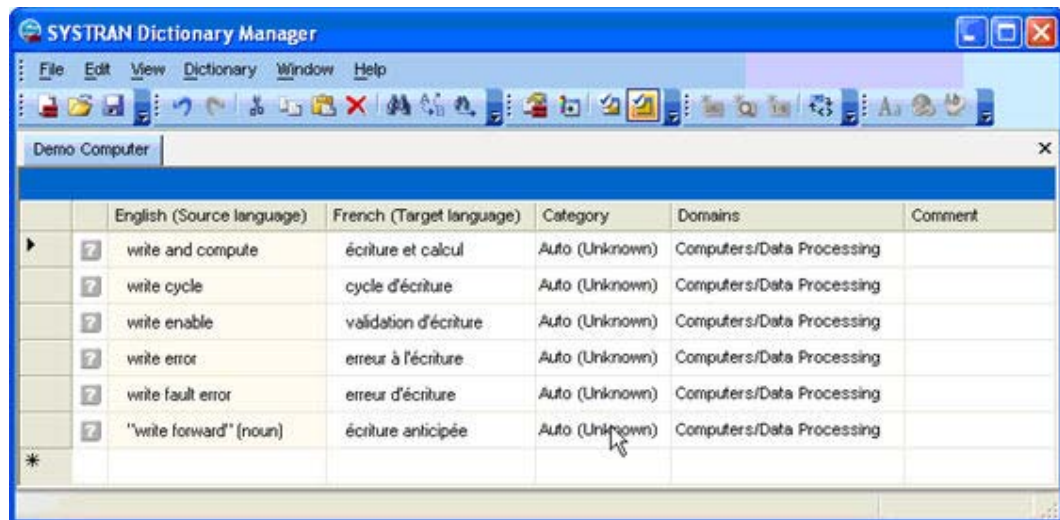 SYSTRAN Dictionary Manager
File Edit View Dictionary Window Help
Demo Computer
English (Source language) French (Target language) Category Domains Comment
write and compute écriture et calcul Auto (Unknown) Computers/Data Processing
write cycle cycle d'écriture Auto (Unknown) Computers/Data Processing
write enable validation d'écriture Auto (Unknown) Computers/Data Processing
write error erreur à l'écriture Auto (Unknown) Computers/Data Processing
write fault error erreur d'écriture Auto (Unknown) Computers/Data Processing
"write forward" (noun) écriture anticipée Auto (Unknown) Computers/Data Processing